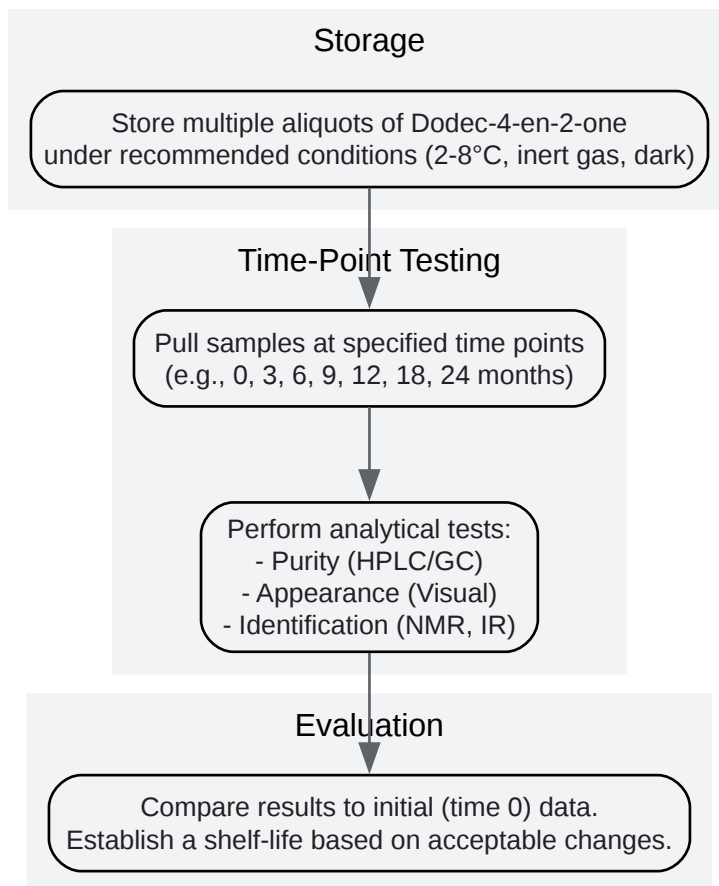 Storage
Store multiple aliquots of Dodec-4-en-2-one
under recommended conditions (2-8°C, inert gas, dark)
Time-Point Testing
Pull samples at specified time points
(e.g., 0, 3, 6, 9, 12, 18, 24 months)
Perform analytical tests:
- Purity (HPLC/GC)
- Appearance (Visual)
- Identification (NMR, IR)
Evaluation
Compare results to initial (time 0) data.
Establish a shelf-life based on acceptable changes.